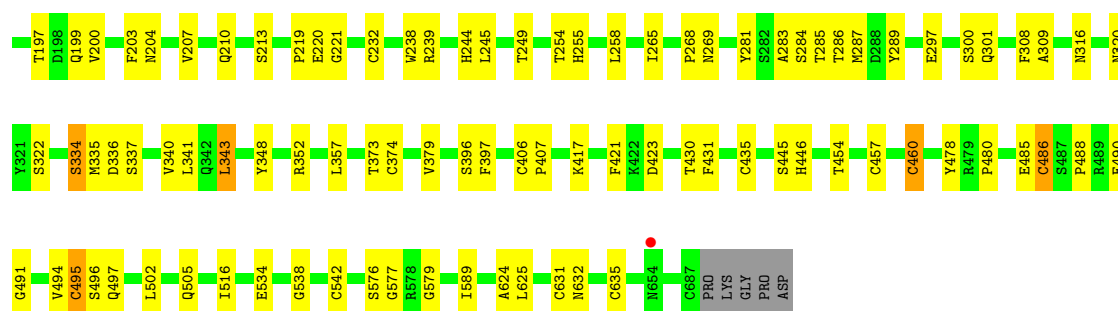 T197 D198 Q199 V200 F203 N204 V207 Q210 S213 P219 E220 G221 C232 W238 R239 H244 L245 T249 T254 H255 L258 I265 P268 N269 Y281 S282 A283 S284 T285 T286 M287 D288 Y289 E297 S300 Q301 F308 A309 N316
Y321 S322 S334 M335 D336 S337 V340 L341 Q342 L343 Y348 R352 L357 T373 C374 V379 S396 F397 C406 P407 K417 F421 K422 D423 T430 F431 C435 S445 H446 T454 C457 C460 Y478 R479 P480 E485 C486 S487 P488 R489
G491 V494 C495 S496 Q497 L502 Q505 I516 E534 G538 C542 S576 G577 R578 G579 I589 A624 L625 C631 N632 C635 N654 C687 PRO LYS GLY PRO ASP